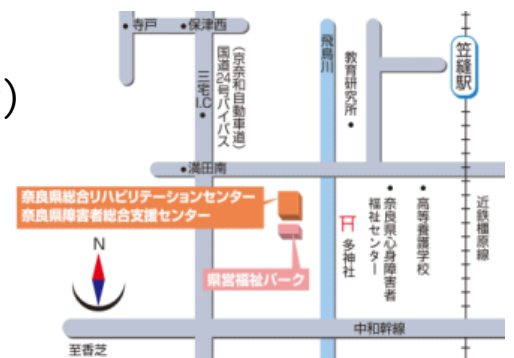 )
寺戸
保津西
(京奈和自動車道)
国道24号バイパス
三宅I.C
飛鳥川
教育研究所
笠縫駅
満田南
奈良県総合リハビリテーションセンター
奈良県障害者総合支援センター
県営福祉パーク
多神社
奈良県心身障害者
福祉センター
高等養護学校
近鉄橿原線
N
中和幹線
至香芝